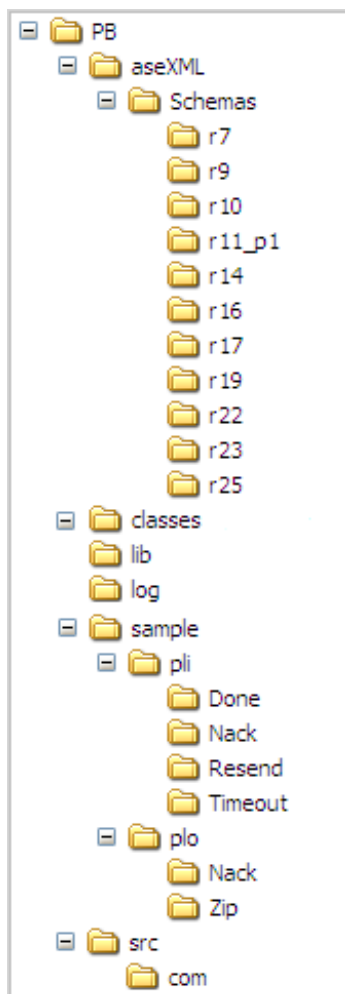 PB
aseXML
Schemas
r7
r9
r10
r11_p1
r14
r16
r17
r19
r22
r23
r25
classes
lib
log
sample
pli
Done
Nack
Resend
Timeout
plo
Nack
Zip
src
com